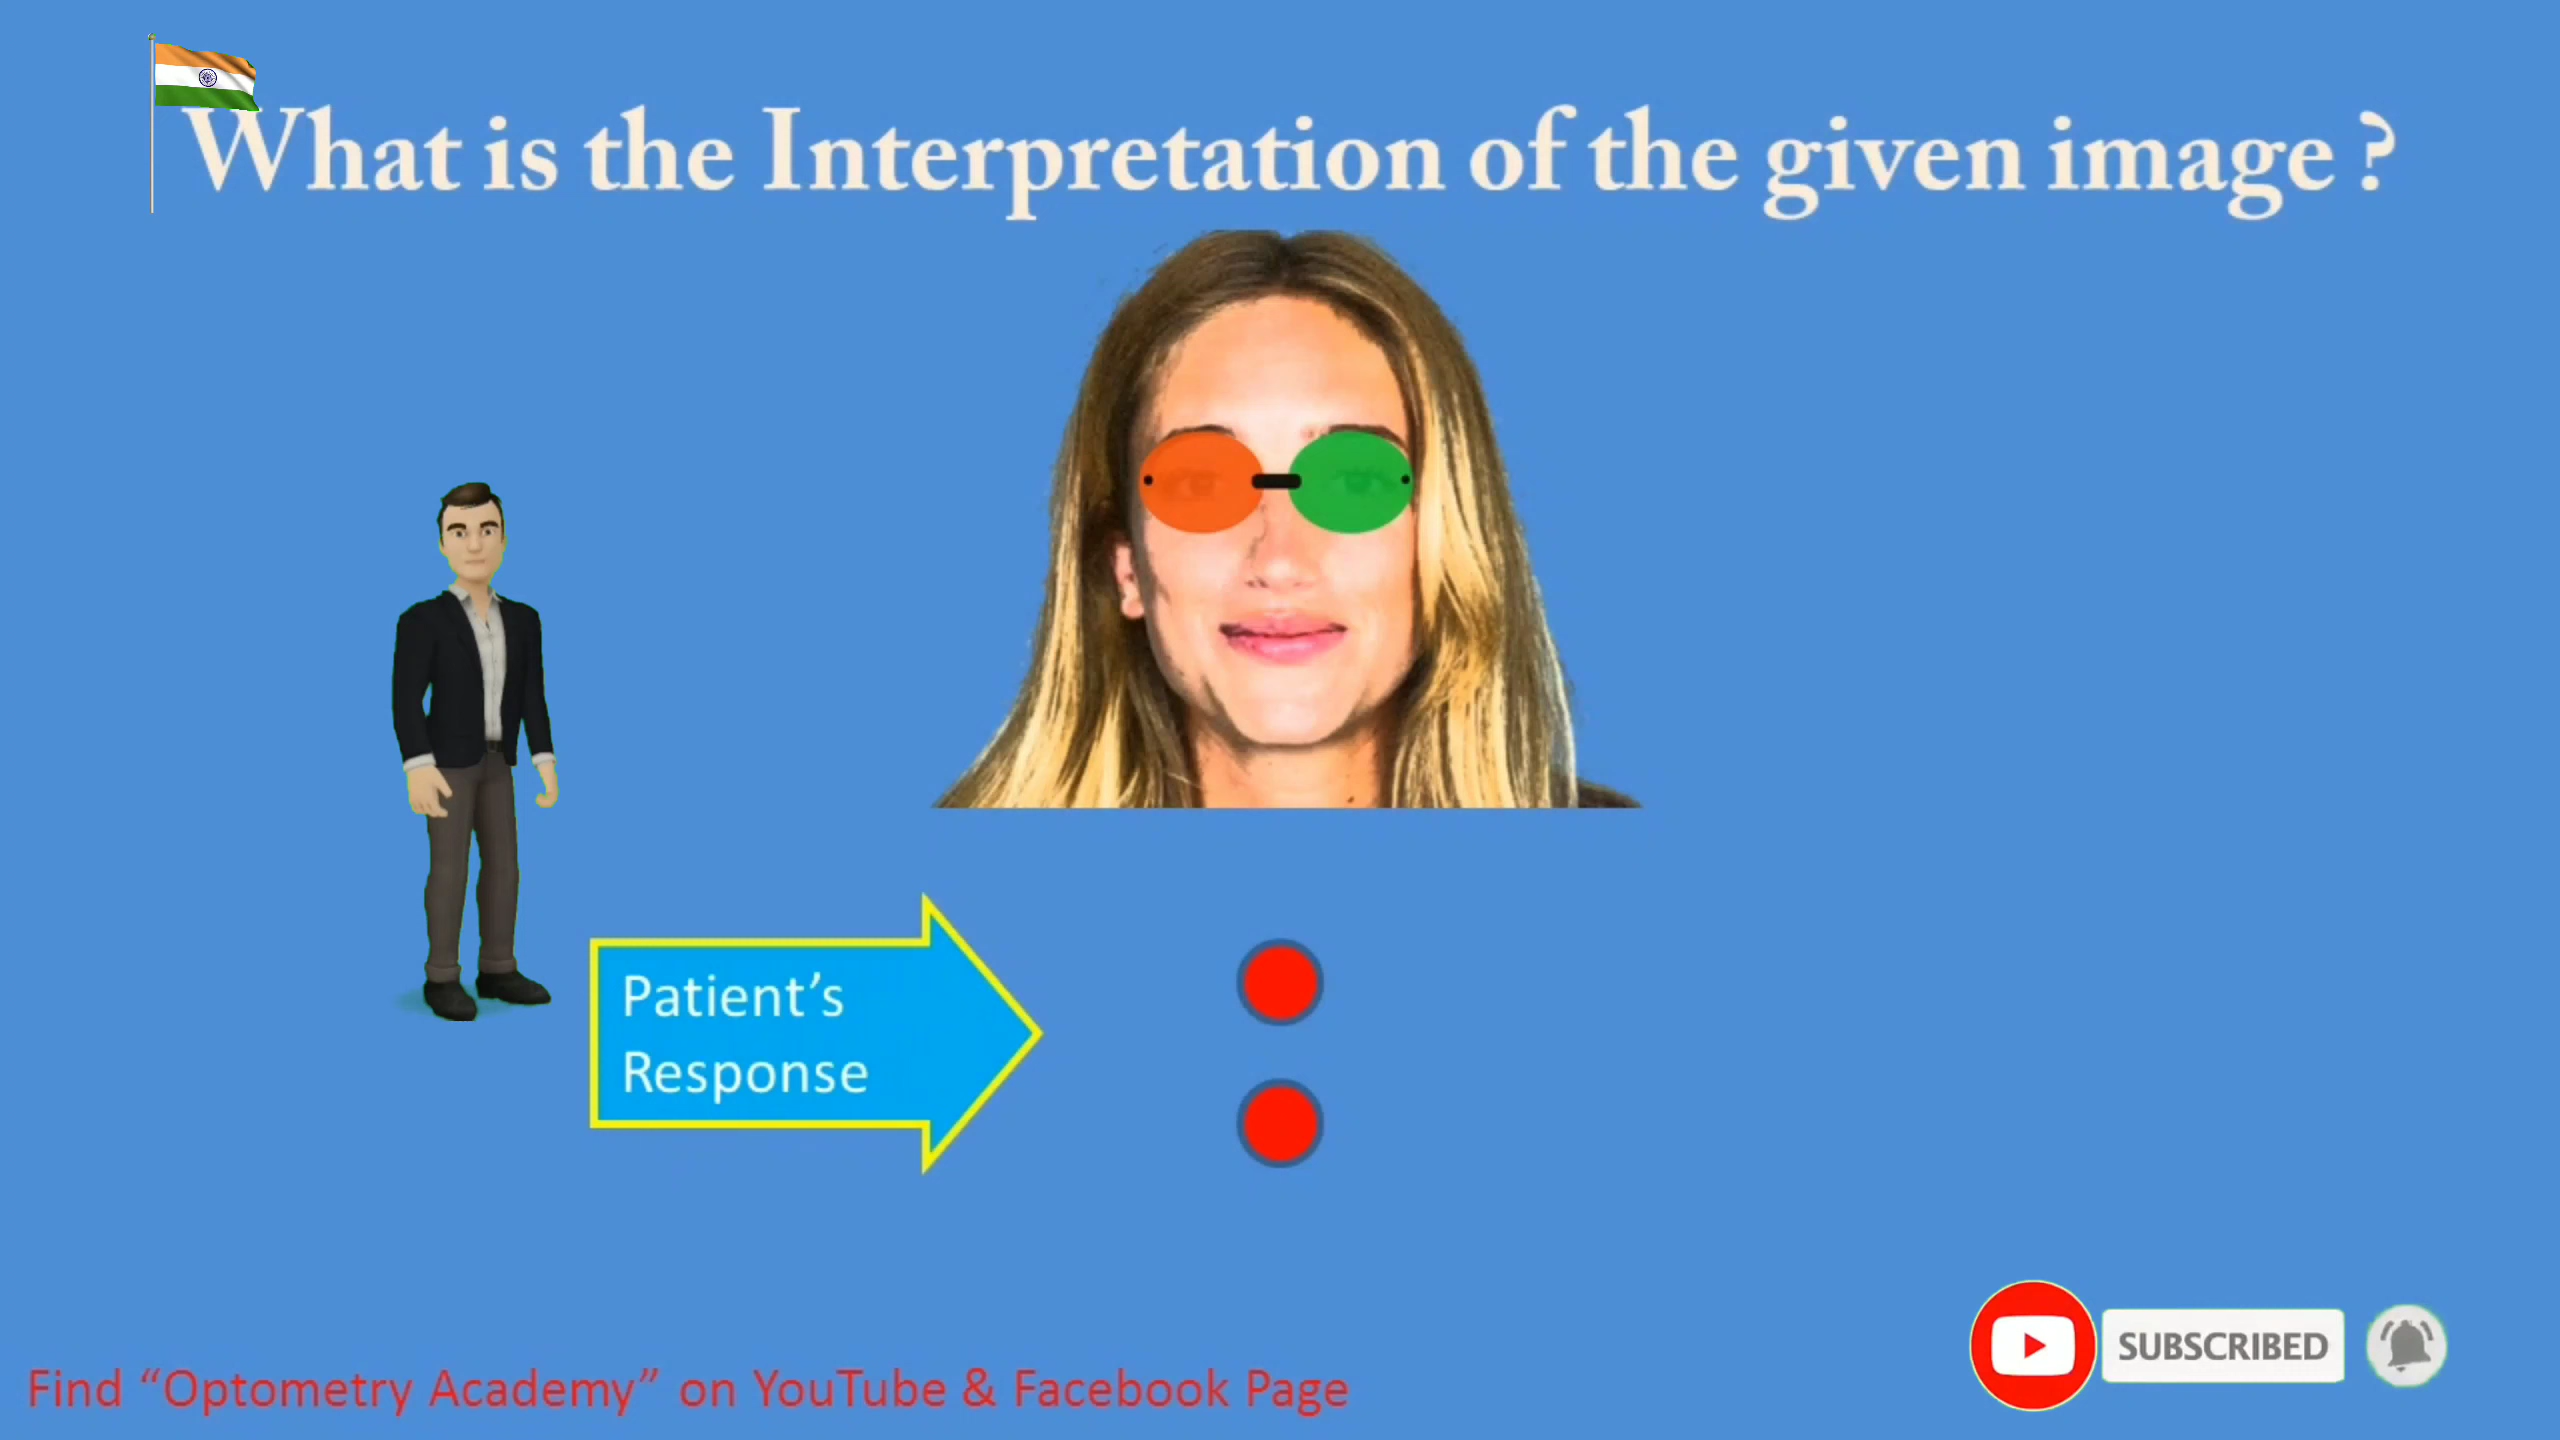 What is the Interpretation of the given image ?
Patient’s
Response
SUBSCRIBED
Find “Optometry Academy” on YouTube & Facebook Page